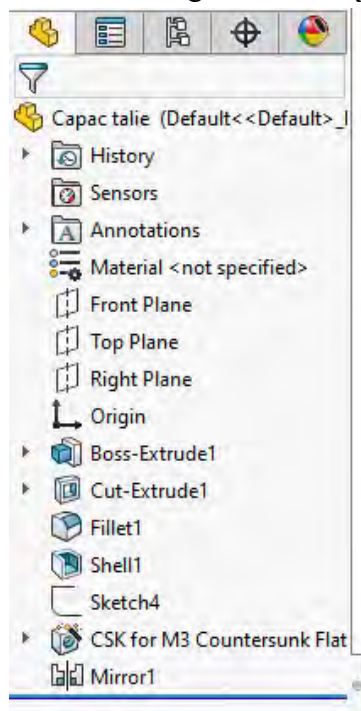 Capac talie (Default<<Default>_
History
Sensors
A Annotations
Material <not specified>
Front Plane
Top Plane
Right Plane
Origin
Boss-Extrude1
Cut-Extrude1
Fillet1
Shell1
Sketch4
CSK for M3 Countersunk Flat
Mirror1